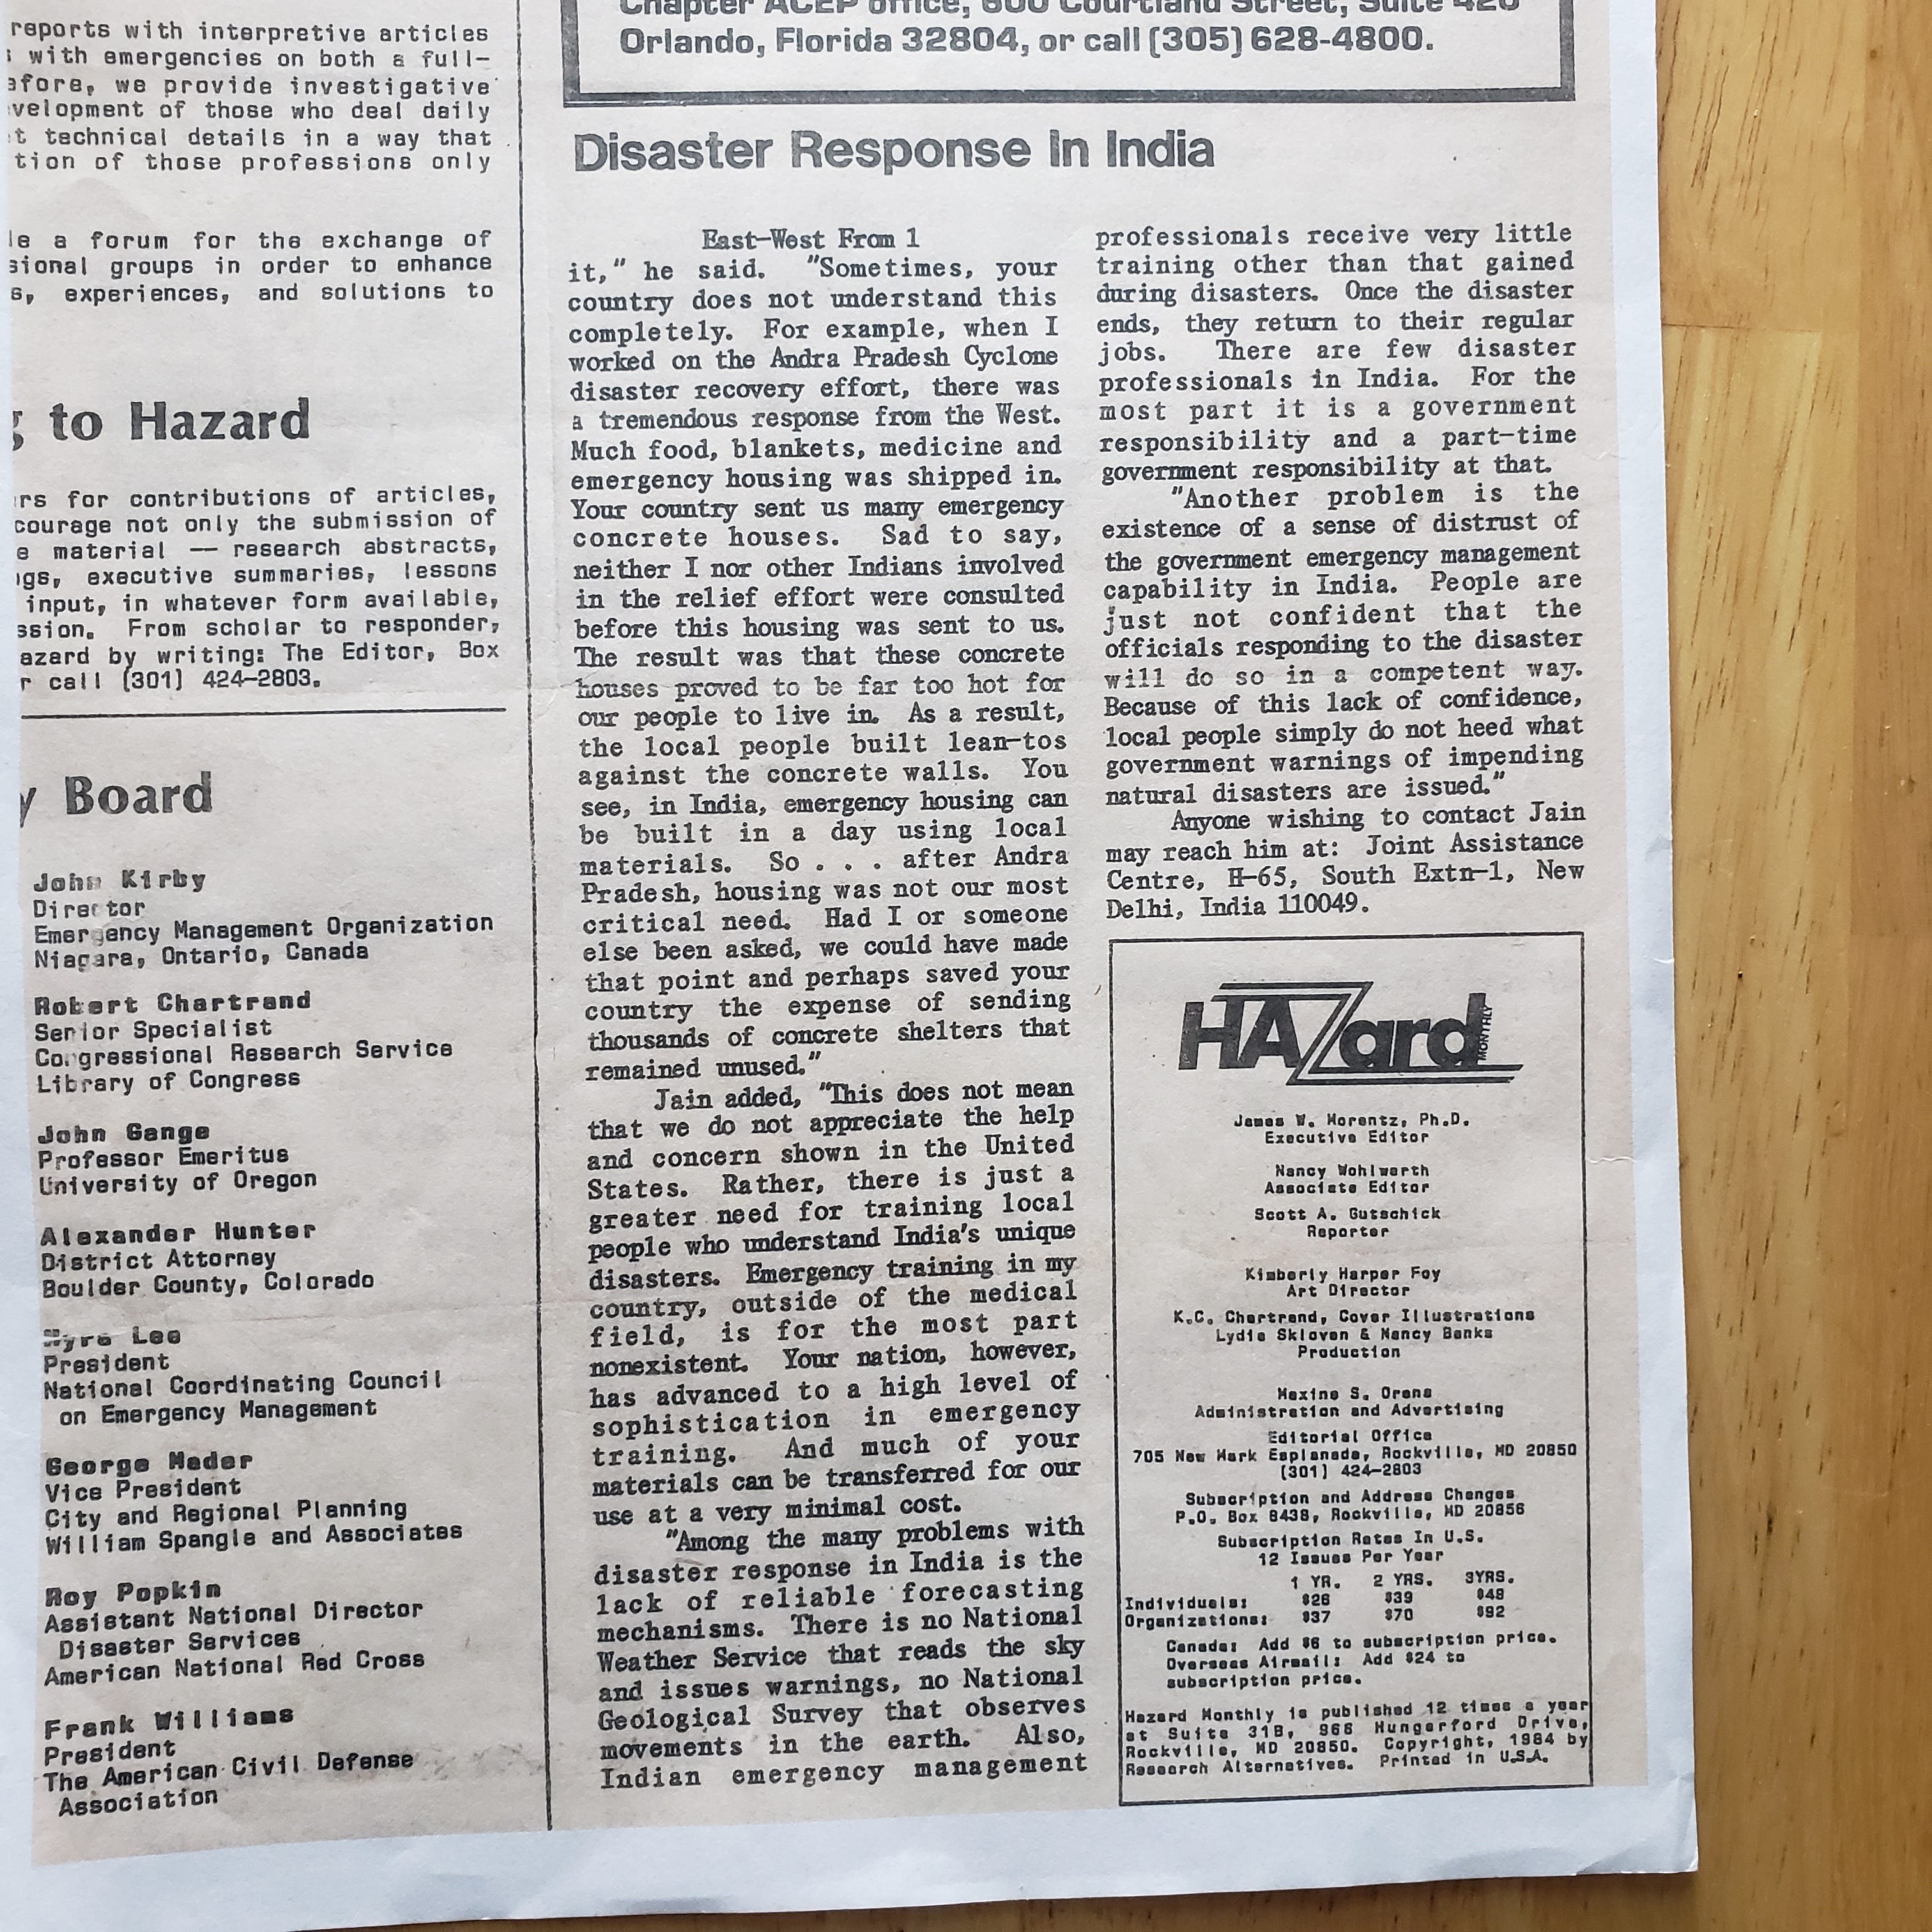 reports with interpretive articles
with emergencies on both a full-
we provide investigative
of those who deal daily
technical details in a way that
of those professions only
a forum for the exchange of
groups in order to enhance
experiences, and solutions to
to Hazard
for contributions of articles,
not only the submission of
material -- research abstracts,
executive summaries, lessons
input, in whatever form available,
From scholar to responder,
by writing: The Editor, Box
call (301) 424-2803.
Board
John Kirby
Director
Emergency Management Organization
Niagara, Ontario, Canada
Robert Chartrand
Senior Specialist
Congressional Research Service
Library of Congress
John Gange
Professor Emeritus
University of Oregon
Alexander Hunter
District Attorney
Boulder County, Colorado
Myra Lee
President
National Coordinating Council
on Emergency Management
George Mader
Vice President
City and Regional Planning
William Spangle and Associates
Roy Popkin
Assistant National Director
Disaster Services
American National Red Cross
Frank Williams
President
The American Civil Defense
Association
Chapter ACEP office, 600 Courtland Street, Suite 420
Orlando, Florida 32804, or call (305) 628-4800.
Disaster Response In India
East-West From 1
it," he said. "Sometimes, your
country does not understand this
completely. For example, when I
worked on the Andra Pradesh Cyclone
disaster recovery effort, there was
a tremendous response from the West.
Much food, blankets, medicine and
emergency housing was shipped in.
Your country sent us many emergency
concrete houses. Sad to say,
neither I nor other Indians involved
in the relief effort were consulted
before this housing was sent to us.
The result was that these concrete
houses proved to be far too hot for
our people to live in. As a result,
the local people built lean-tos
against the concrete walls. You
see, in India, emergency housing can
be built in a day using local
materials. So . . . after Andra
Pradesh, housing was not our most
critical need. Had I or someone
else been asked, we could have made
that point and perhaps saved your
country the expense of sending
thousands of concrete shelters that
remained unused."
Jain added, "This does not mean
that we do not appreciate the help
and concern shown in the United
States. Rather, there is just a
greater need for training local
people who understand India's unique
disasters. Emergency training in my
country, outside of the medical
field, is for the most part
nonexistent. Your nation, however,
has advanced to a high level of
sophistication in emergency
training. And much of your
materials can be transferred for our
use at a very minimal cost.
"Among the many problems with
disaster response in India is the
lack of reliable forecasting
mechanisms. There is no National
Weather Service that reads the sky
and issues warnings, no National
Geological Survey that observes
movements in the earth. Also,
Indian emergency management
professionals receive very little
training other than that gained
during disasters. Once the disaster
ends, they return to their regular
jobs. There are few disaster
professionals in India. For the
most part it is a government
responsibility and a part-time
government responsibility at that.
"Another problem is the
existence of a sense of distrust of
the government emergency management
capability in India. People are
just not confident that the
officials responding to the disaster
will do so in a competent way.
Because of this lack of confidence,
local people simply do not heed what
government warnings of impending
natural disasters are issued."
Anyone wishing to contact Jain
may reach him at: Joint Assistance
Centre, H-65, South Extn-1, New
Delhi, India 110049.
HAZard MONTHLY
James W. Morentz, Ph.D.
Executive Editor
Nancy Wohlwerth
Associate Editor
Scott A. Gutschick
Reporter
Kimberly Harper Foy
Art Director
K.C. Chartrand, Cover Illustrations
Lydia Skloven & Nancy Banks
Production
Maxine S. Orens
Administration and Advertising
Editorial Office
705 New Mark Esplanade, Rockville, MD 20850
(301) 424-2803
Subscription and Address Changes
P.O. Box 8438, Rockville, MD 20856
Subscription Rates In U.S.
12 Issues Per Year
1 YR. 2 YRS. 3YRS.
Individuals: $26 $39 $49
Organizations: $37 $70 $92
Canada: Add $6 to subscription price.
Overseas Airmail: Add $24 to
subscription price.
Hazard Monthly is published 12 times a year
at Suite 31B, 966 Hungerford Drive,
Rockville, MD 20850. Copyright, 1984 by
Research Alternatives. Printed in U.S.A.